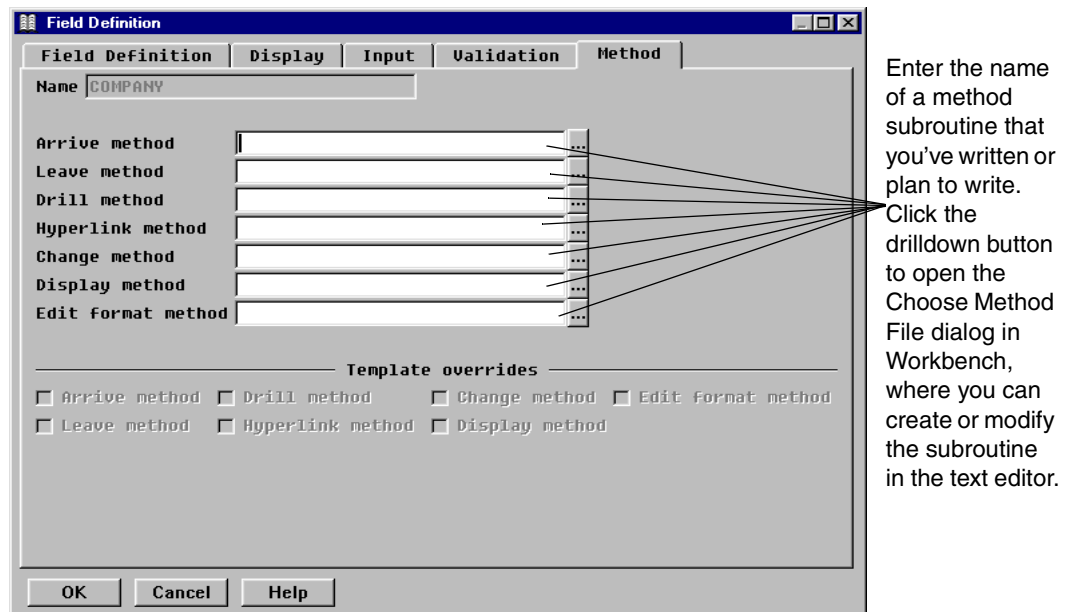 Field Definition
Field Definition Display Input Validation Method
Name COMPANY
Arrive method ...
Leave method ...
Drill method ...
Hyperlink method ...
Change method ...
Display method ...
Edit format method ...
Template overrides
Arrive method Drill method Change method Edit format method
Leave method Hyperlink method Display method
OK Cancel Help
Enter the name
of a method
subroutine that
you've written or
plan to write.
Click the
drilldown button
to open the
Choose Method
File dialog in
Workbench,
where you can
create or modify
the subroutine
in the text editor.